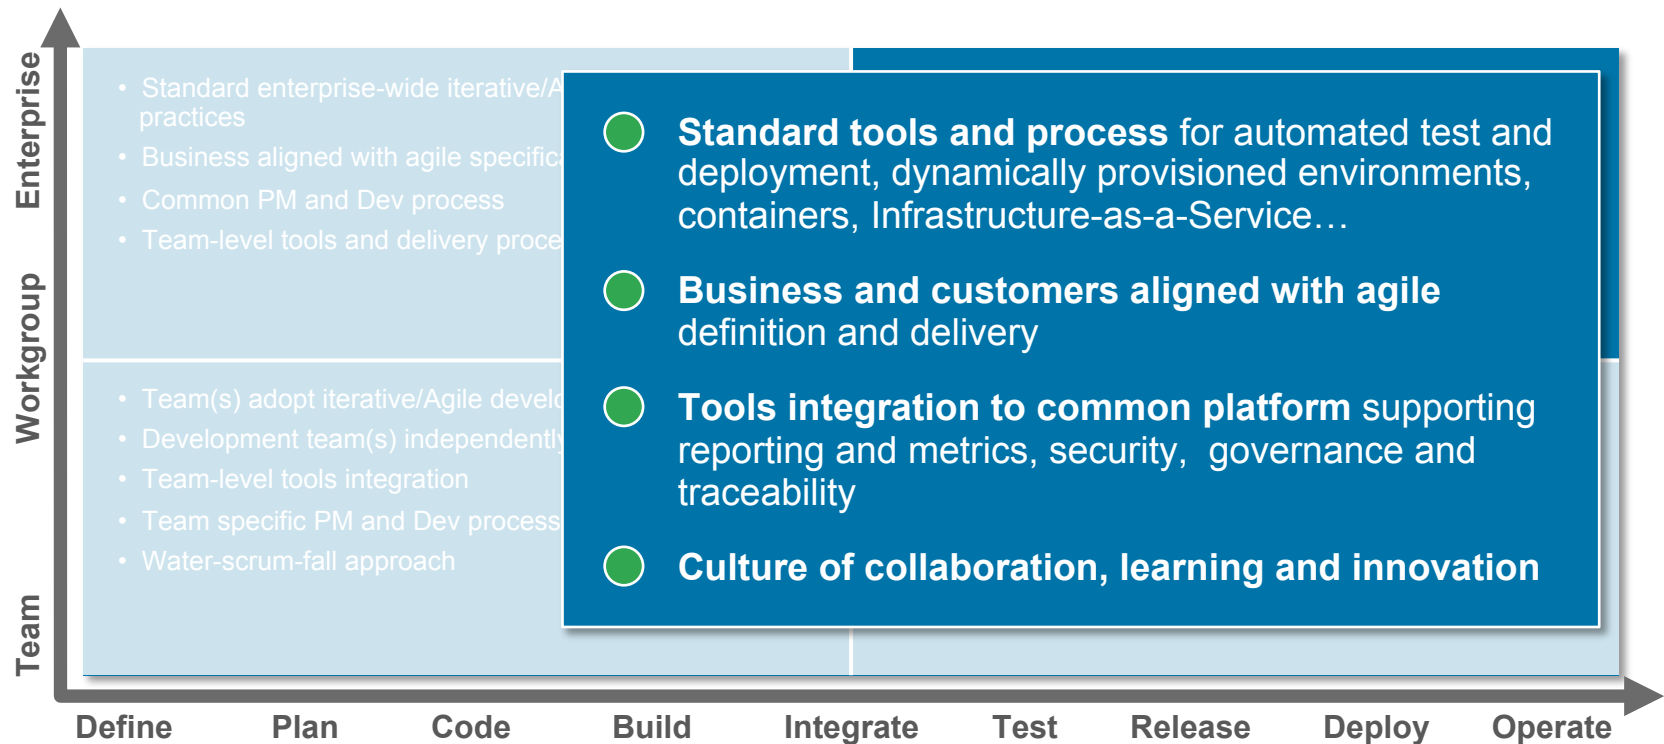 Enterprise
Workgroup
Team
• Standard enterprise-wide iterative/A
practices
• Business aligned with agile specific
• Common PM and Dev process
• Team-level tools and delivery proce
• Team(s) adopt iterative/Agile develo
• Development team(s) independently
• Team-level tools integration
• Team specific PM and Dev process
• Water-scrum-fall approach
Standard tools and process for automated test and
deployment, dynamically provisioned environments,
containers, Infrastructure-as-a-Service…
Business and customers aligned with agile
definition and delivery
Tools integration to common platform supporting
reporting and metrics, security, governance and
traceability
Culture of collaboration, learning and innovation
Define Plan Code Build Integrate Test Release Deploy Operate